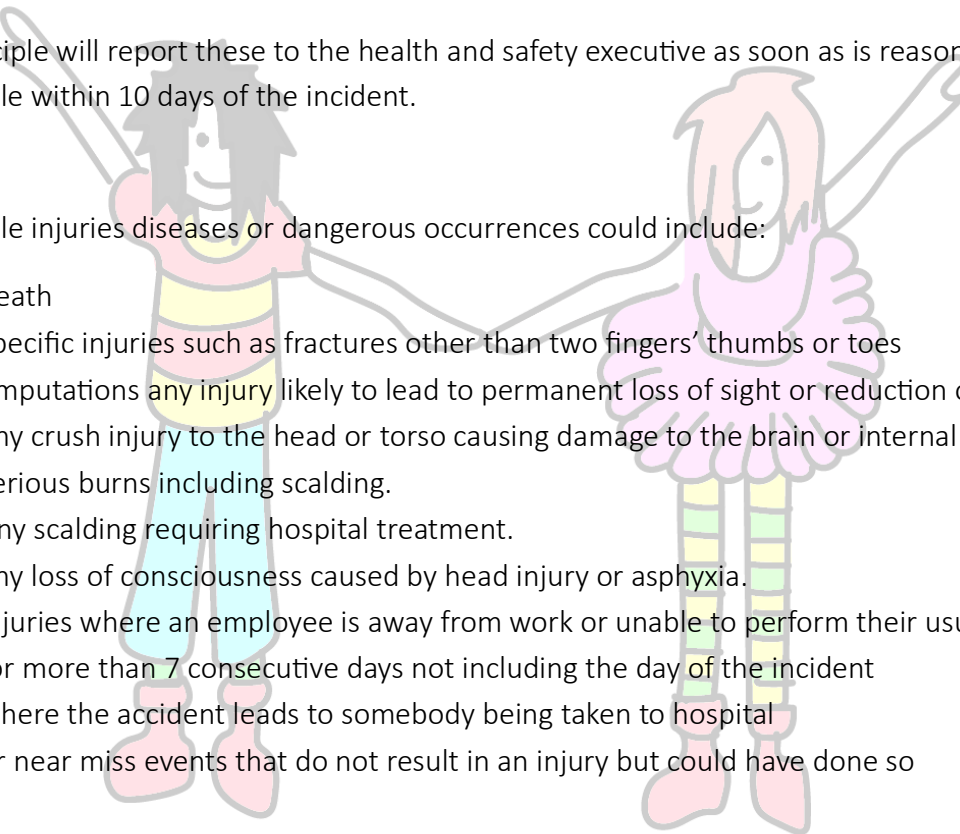 ciple will report these to the health and safety executive as soon as is reason
le within 10 days of the incident.
le injuries diseases or dangerous occurrences could include:
eath
pecific injuries such as fractures other than two fingers’ thumbs or toes
mputations any injury likely to lead to permanent loss of sight or reduction o
ny crush injury to the head or torso causing damage to the brain or internal
erious burns including scalding.
ny scalding requiring hospital treatment.
ny loss of consciousness caused by head injury or asphyxia.
juries where an employee is away from work or unable to perform their usu
or more than 7 consecutive days not including the day of the incident
here the accident leads to somebody being taken to hospital
r near miss events that do not result in an injury but could have done so